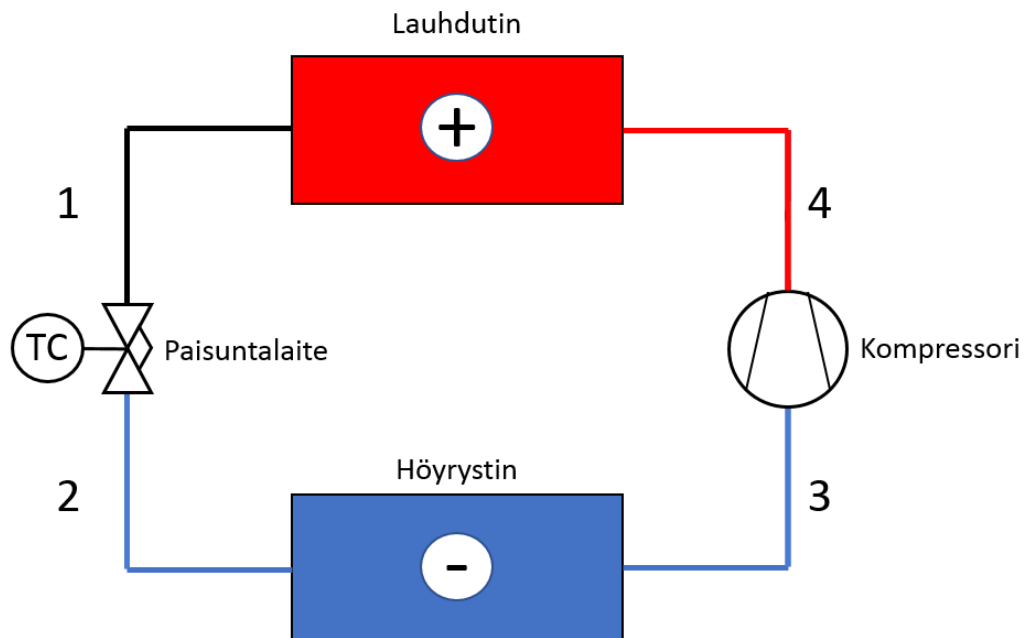 Lauhdutin
+
1
4
TC
Paisuntalaite
Kompressori
Höyrystin
2
3
-